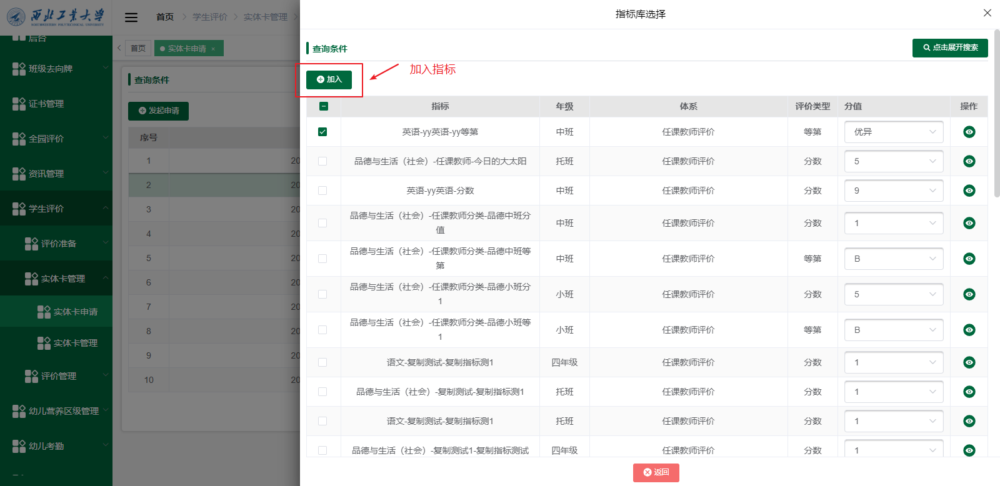 西北工业大学
NORTHWESTERN POLYTECHNICAL UNIVERSITY
首页 学生评价 实体卡管理
首页 实体卡申请 ×
后台
班级去向牌
证书管理
全园评价
资讯管理
学生评价
评价准备
实体卡管理
实体卡申请
实体卡管理
评价管理
幼儿营养区级管理
幼儿考勤
查询条件
发起申请
序号
1 20
2 20
3 20
4 20
5 20
6 20
7 20
8 20
9 20
10 20
指标库选择
查询条件
点击展开搜索
加入
加入指标
指标 年级 体系 评价类型 分值 操作
英语-yy英语-yy等第 中班 任课教师评价 等第 优异
品德与生活（社会）-任课教师-今日的大太阳 托班 任课教师评价 分数 5
英语-yy英语-分数 中班 任课教师评价 分数 9
品德与生活（社会）-任课教师分类-品德中班分
值 中班 任课教师评价 分数 1
品德与生活（社会）-任课教师分类-品德中班等
第 中班 任课教师评价 等第 B
品德与生活（社会）-任课教师分类-品德小班分
1 小班 任课教师评价 分数 5
品德与生活（社会）-任课教师分类-品德小班等
1 小班 任课教师评价 等第 B
语文-复制测试-复制指标测1 四年级 任课教师评价 分数 1
品德与生活（社会）-复制测试-复制指标测1 托班 任课教师评价 分数 1
语文-复制测试-复制指标测1 托班 任课教师评价 分数 1
品德与生活（社会）-复制测试1-复制指标测试 四年级 任课教师评价 分数 1
返回